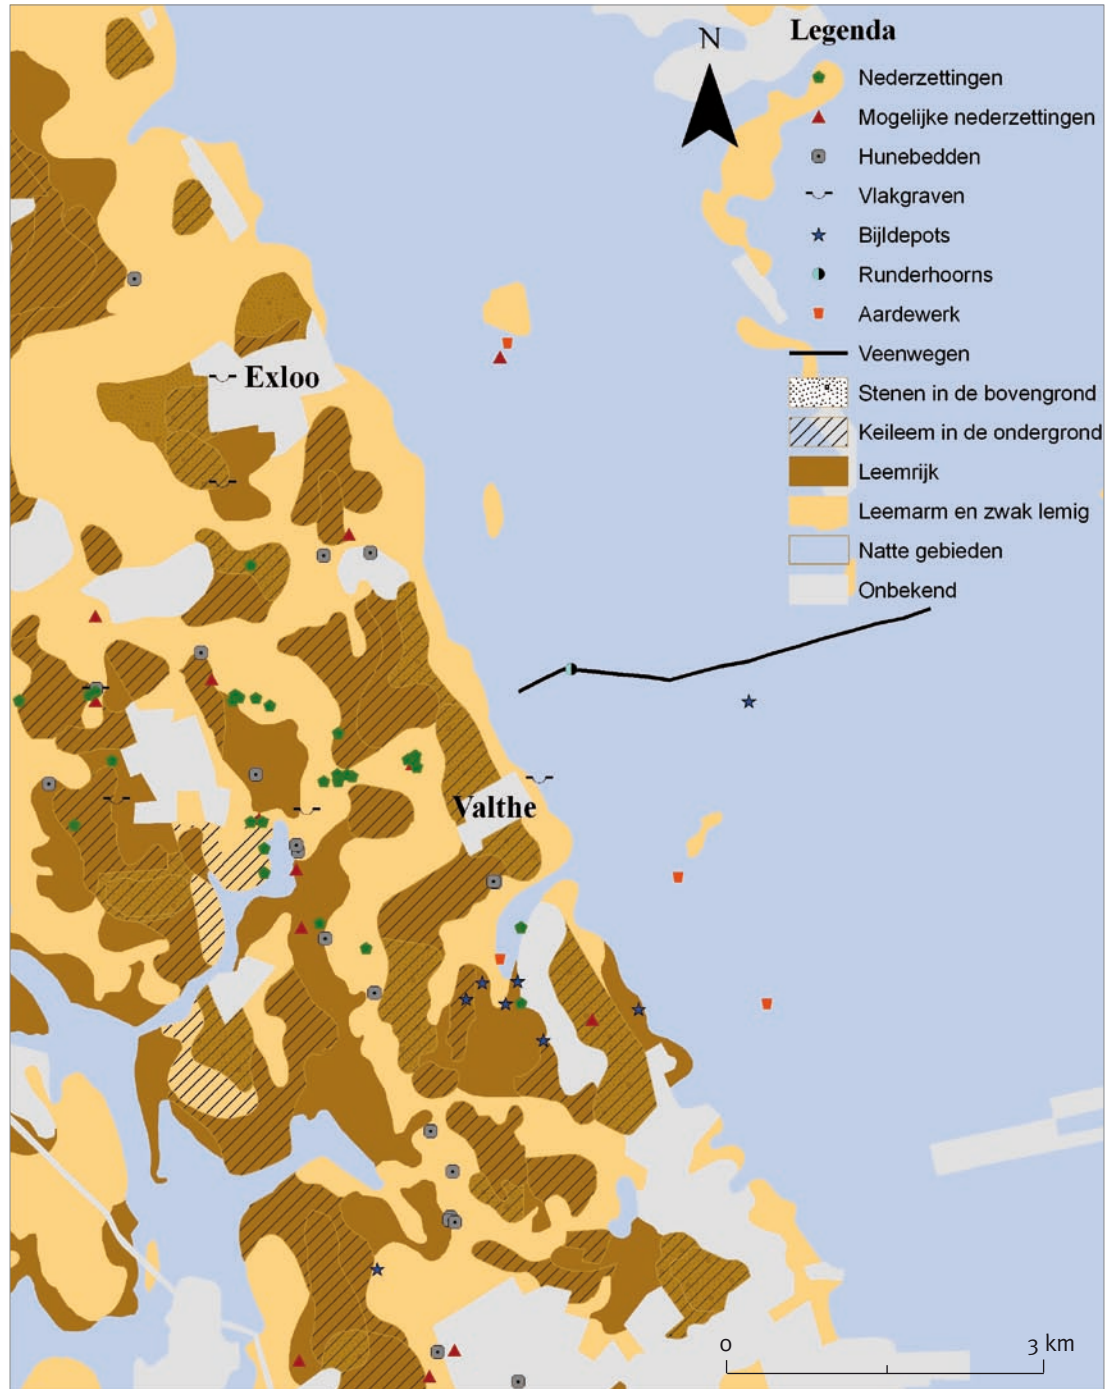 N
Legenda
Nederzettingen
Mogelijke nederzettingen
Hunebedden
Vlakgraven
Bijldepots
Runderhoorns
Aardewerk
Veenwegen
Stenen in de bovengrond
Keileem in de ondergrond
Leemrijk
Leemarm en zwak lemig
Natte gebieden
Onbekend
Exloo
Valthe
0 3 km